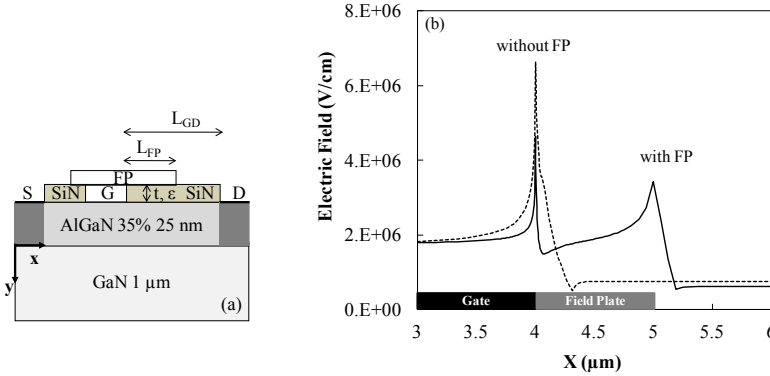 L_GD
L_FP
FP
S SiN G t, ε SiN D
AlGaN 35% 25 nm
x
y
GaN 1 µm
(a)
Electric Field (V/cm)
8.E+06
6.E+06
4.E+06
2.E+06
0.E+00
(b)
without FP
with FP
Gate Field Plate
3 3.5 4 4.5 5 5.5 6
X (µm)